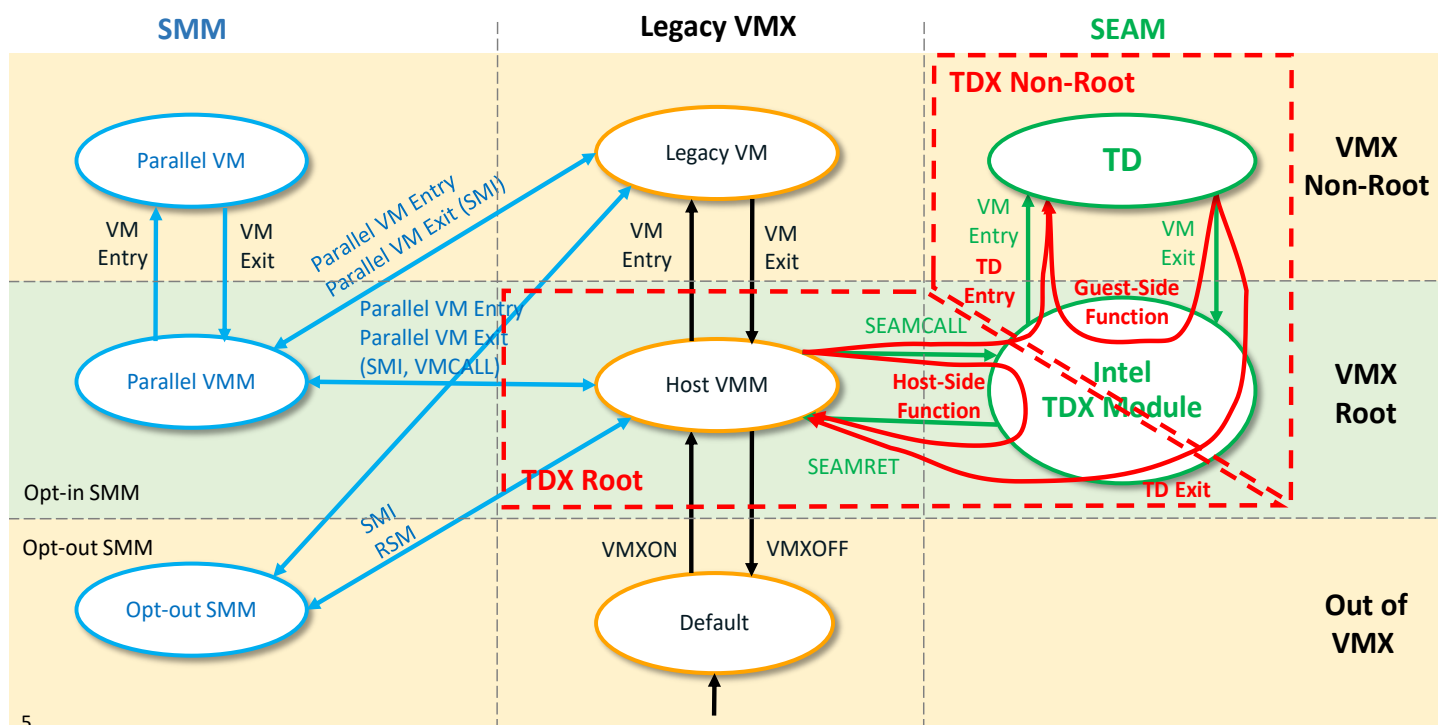 SMM
Legacy VMX
SEAM
TDX Non-Root
Parallel VM
Legacy VM
TD
VMX
Non-Root
VM
Entry
VM
Exit
Parallel VM Entry
Parallel VM Exit (SMI)
VM
Entry
VM
Exit
VM
Entry
TD
Entry
VM
Exit
Guest-Side
Function
Parallel VM Entry
Parallel VM Exit
(SMI, VMCALL)
SEAMCALL
Parallel VMM
Host VMM
Host-Side
Function
Intel
TDX Module
VMX
Root
SEAMRET
TDX Root
TD Exit
Opt-in SMM
Opt-out SMM
SMI
RSM
VMXON
VMXOFF
Opt-out SMM
Default
Out of
VMX
5